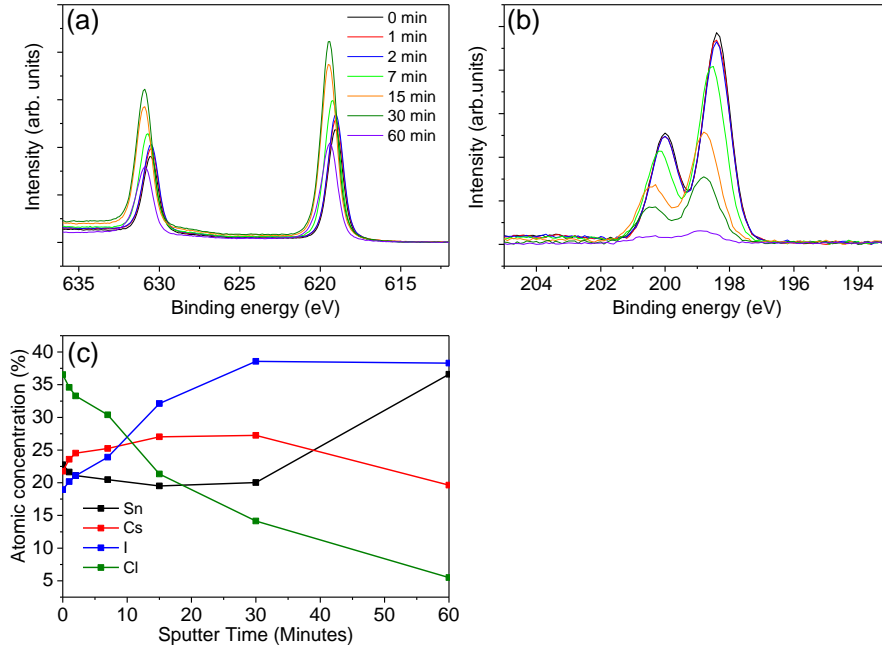 (a)
0 min
1 min
2 min
7 min
15 min
30 min
60 min
Intensity (arb. units)
635 630 625 620 615
Binding energy (eV)
(b)
Intensity (arb.units)
204 202 200 198 196 194
Binding energy (eV)
(c)
40
35
30
25
20
15
10
5
Atomic concentration (%)
Sn
Cs
I
Cl
0 10 20 30 40 50 60
Sputter Time (Minutes)